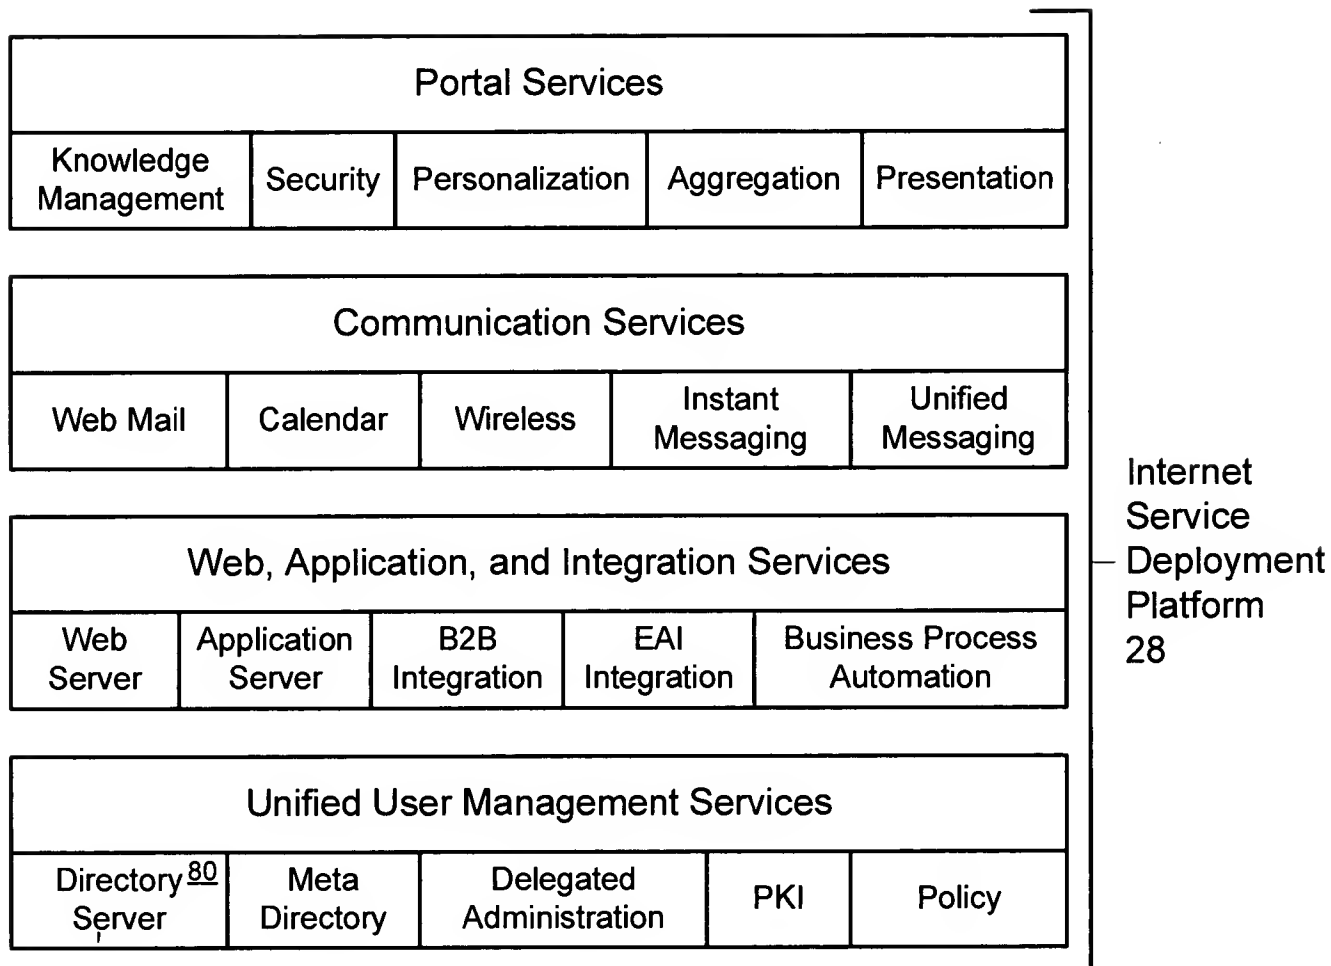 Portal Services
Knowledge
Management
Security
Personalization
Aggregation
Presentation
Communication Services
Web Mail
Calendar
Wireless
Instant
Messaging
Unified
Messaging
Web, Application, and Integration Services
Web
Server
Application
Server
B2B
Integration
EAI
Integration
Business Process
Automation
Unified User Management Services
Directory 80
Server
Meta
Directory
Delegated
Administration
PKI
Policy
Internet
Service
Deployment
Platform
28